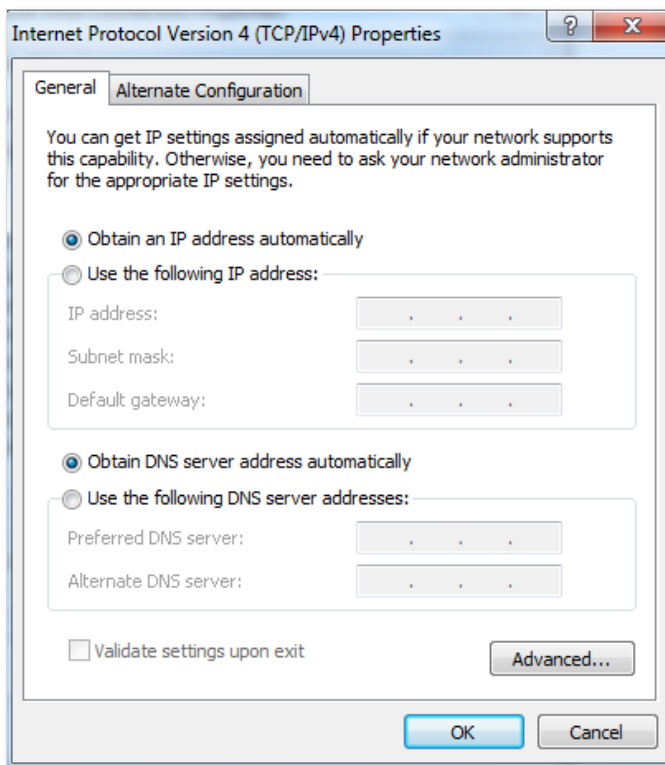 Internet Protocol Version 4 (TCP/IPv4) Properties
General
Alternate Configuration
You can get IP settings assigned automatically if your network supports
this capability. Otherwise, you need to ask your network administrator
for the appropriate IP settings.
Obtain an IP address automatically
Use the following IP address:
IP address:
Subnet mask:
Default gateway:
Obtain DNS server address automatically
Use the following DNS server addresses:
Preferred DNS server:
Alternate DNS server:
Validate settings upon exit
Advanced...
OK
Cancel